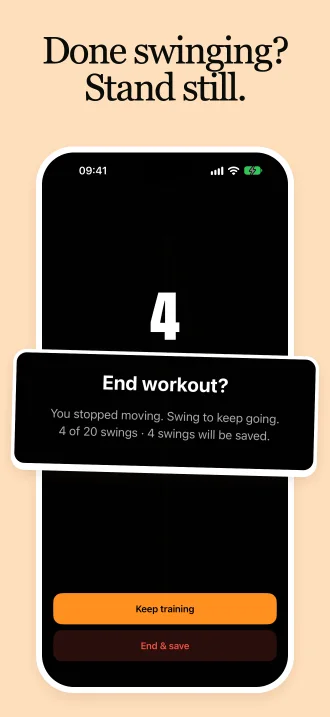 Done swinging?
Stand still.
09:41
4
End workout?
You stopped moving. Swing to keep going.
4 of 20 swings · 4 swings will be saved.
Keep training
End & save